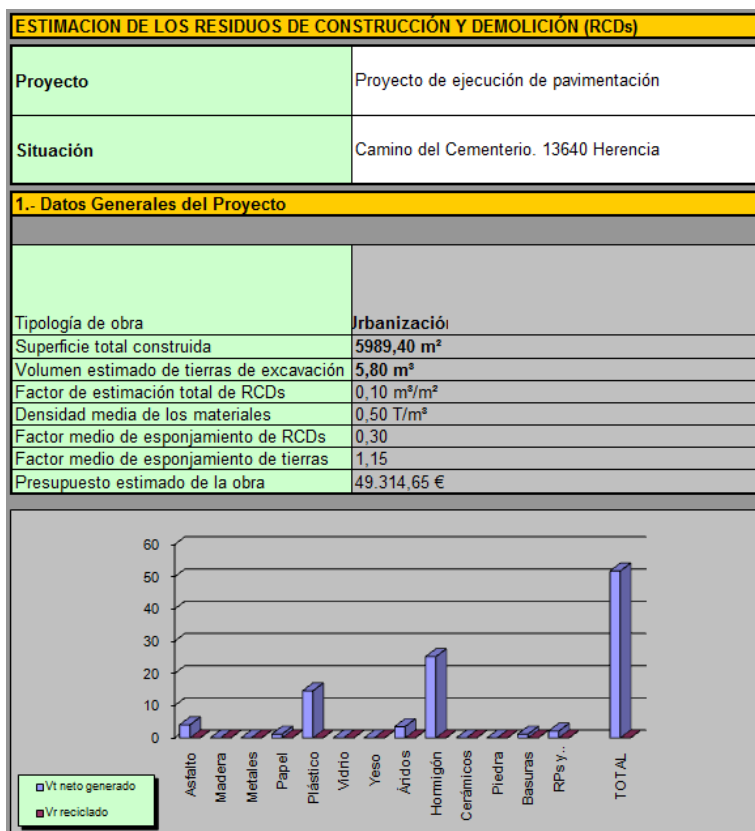 ESTIMACION DE LOS RESIDUOS DE CONSTRUCCIÓN Y DEMOLICIÓN (RCDs)
Proyecto Proyecto de ejecución de pavimentación
Situación Camino del Cementerio. 13640 Herencia
1.- Datos Generales del Proyecto
Tipología de obra Urbanización
Superficie total construida 5989,40 m²
Volumen estimado de tierras de excavación 5,80 m³
Factor de estimación total de RCDs 0,10 m³/m²
Densidad media de los materiales 0,50 T/m³
Factor medio de esponjamiento de RCDs 0,30
Factor medio de esponjamiento de tierras 1,15
Presupuesto estimado de la obra 49.314,65 €
60
50
40
30
20
10
0
Asfalto
Madera
Metales
Papel
Plástico
Vidrio
Yeso
Áridos
Hormigón
Cerámicos
Piedra
Basuras
RPs y..
TOTAL
Vt neto generado
Vr reciclado